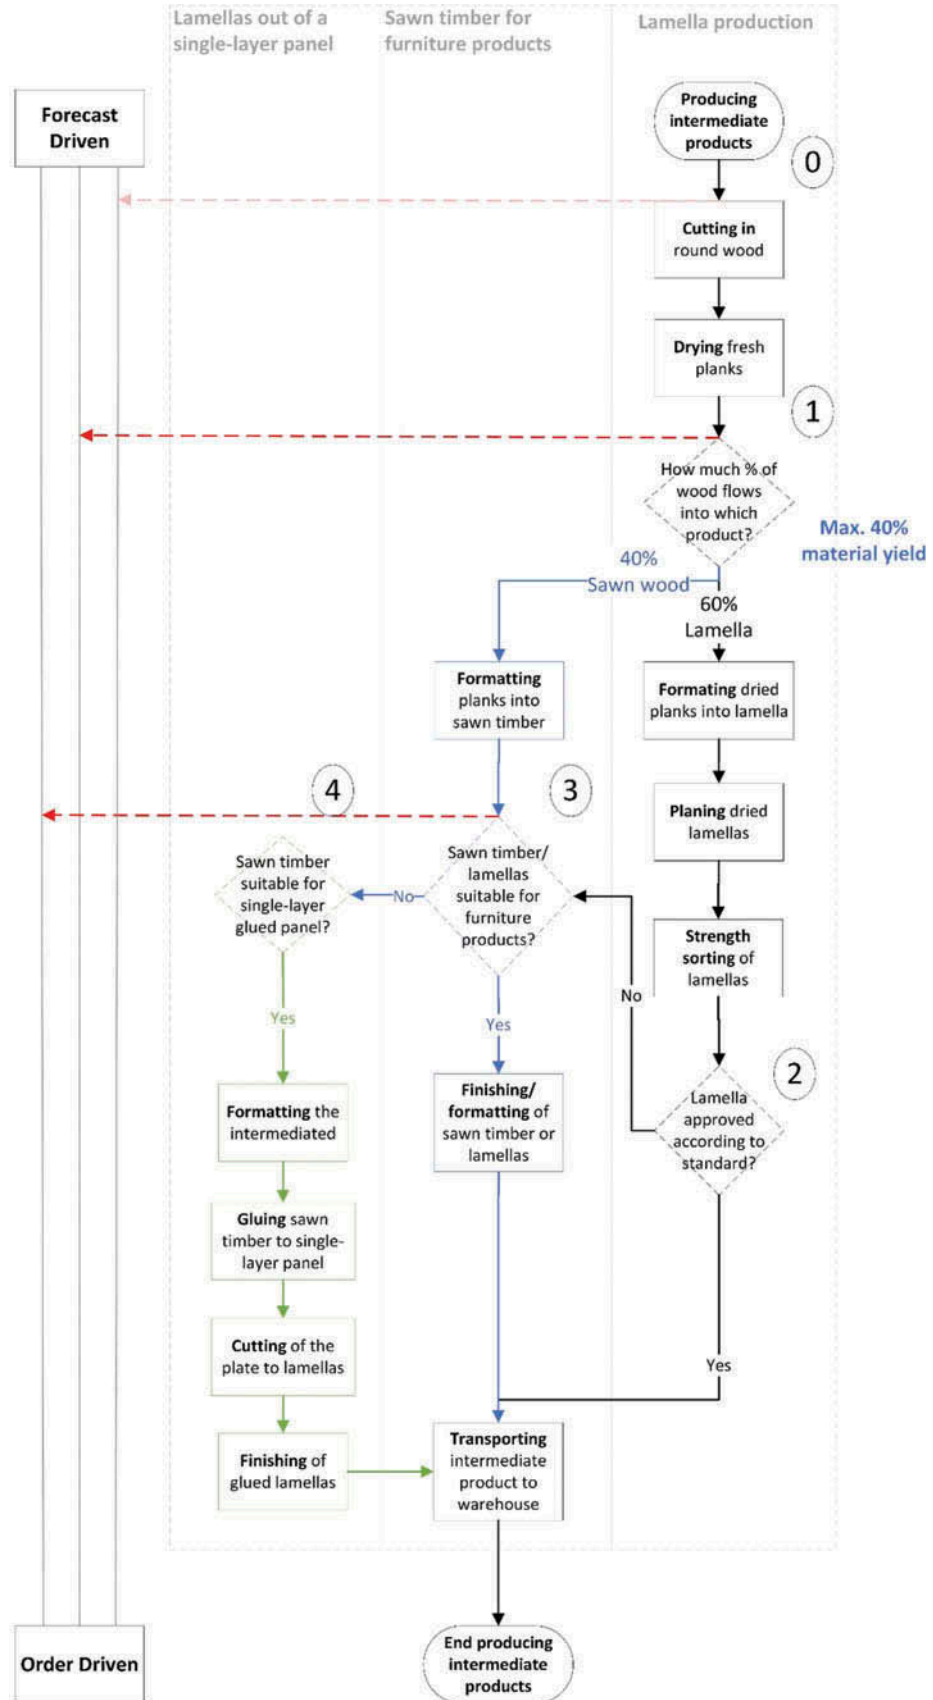 Lamellas out of a
single-layer panel
Sawn timber for
furniture products
Lamella production
Forecast
Driven
Producing
intermediate
products
0
Cutting in
round wood
Drying fresh
planks
1
How much % of
wood flows
into which
product?
Max. 40%
material yield
40%
Sawn wood
60%
Lamella
Formatting
planks into
sawn timber
Formating dried
planks into lamella
4
3
Planing dried
lamellas
Sawn timber
suitable for
single-layer
glued panel?
No
Sawn timber/
lamellas
suitable for
furniture
products?
Strength
sorting of
lamellas
No
Yes
Yes
2
Formatting the
intermediated
Finishing/
formatting of
sawn timber or
lamellas
Lamella
approved
according to
standard?
Gluing sawn
timber to single-
layer panel
Cutting of the
plate to lamellas
Yes
Finishing of
glued lamellas
Transporting
intermediate
product to
warehouse
Order Driven
End producing
intermediate
products